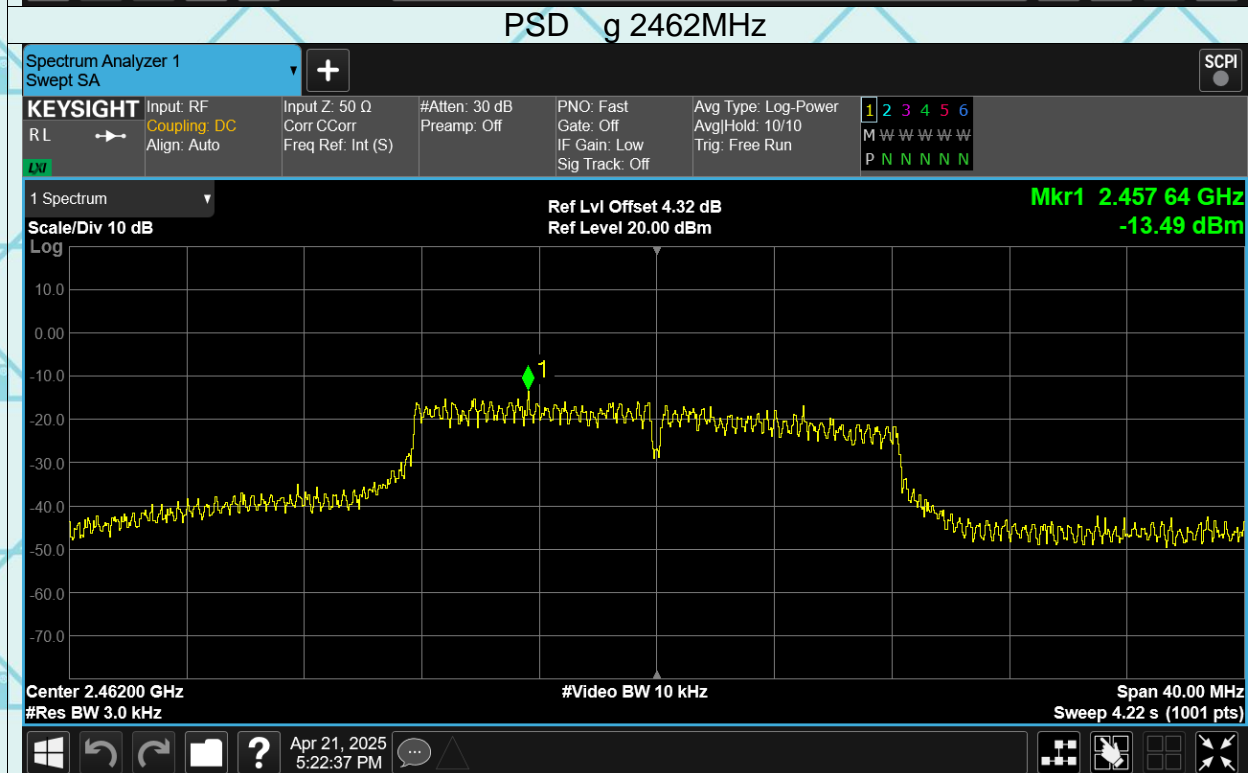 PSD g 2462MHz
Spectrum Analyzer 1
Swept SA
+
SCPI
KEYSIGHT
R L
LXI
Input: RF
Coupling: DC
Align: Auto
Input Z: 50 Ω
Corr CCorr
Freq Ref: Int (S)
#Atten: 30 dB
Preamp: Off
PNO: Fast
Gate: Off
IF Gain: Low
Sig Track: Off
Avg Type: Log-Power
Avg|Hold: 10/10
Trig: Free Run
1 2 3 4 5 6
M W W W W W
P N N N N N
1 Spectrum
Scale/Div 10 dB
Log
Ref Lvl Offset 4.32 dB
Ref Level 20.00 dBm
Mkr1 2.457 64 GHz
-13.49 dBm
10.0
0.00
-10.0
-20.0
-30.0
-40.0
-50.0
-60.0
-70.0
1
Center 2.46200 GHz
#Res BW 3.0 kHz
#Video BW 10 kHz
Span 40.00 MHz
Sweep 4.22 s (1001 pts)
?
Apr 21, 2025
5:22:37 PM